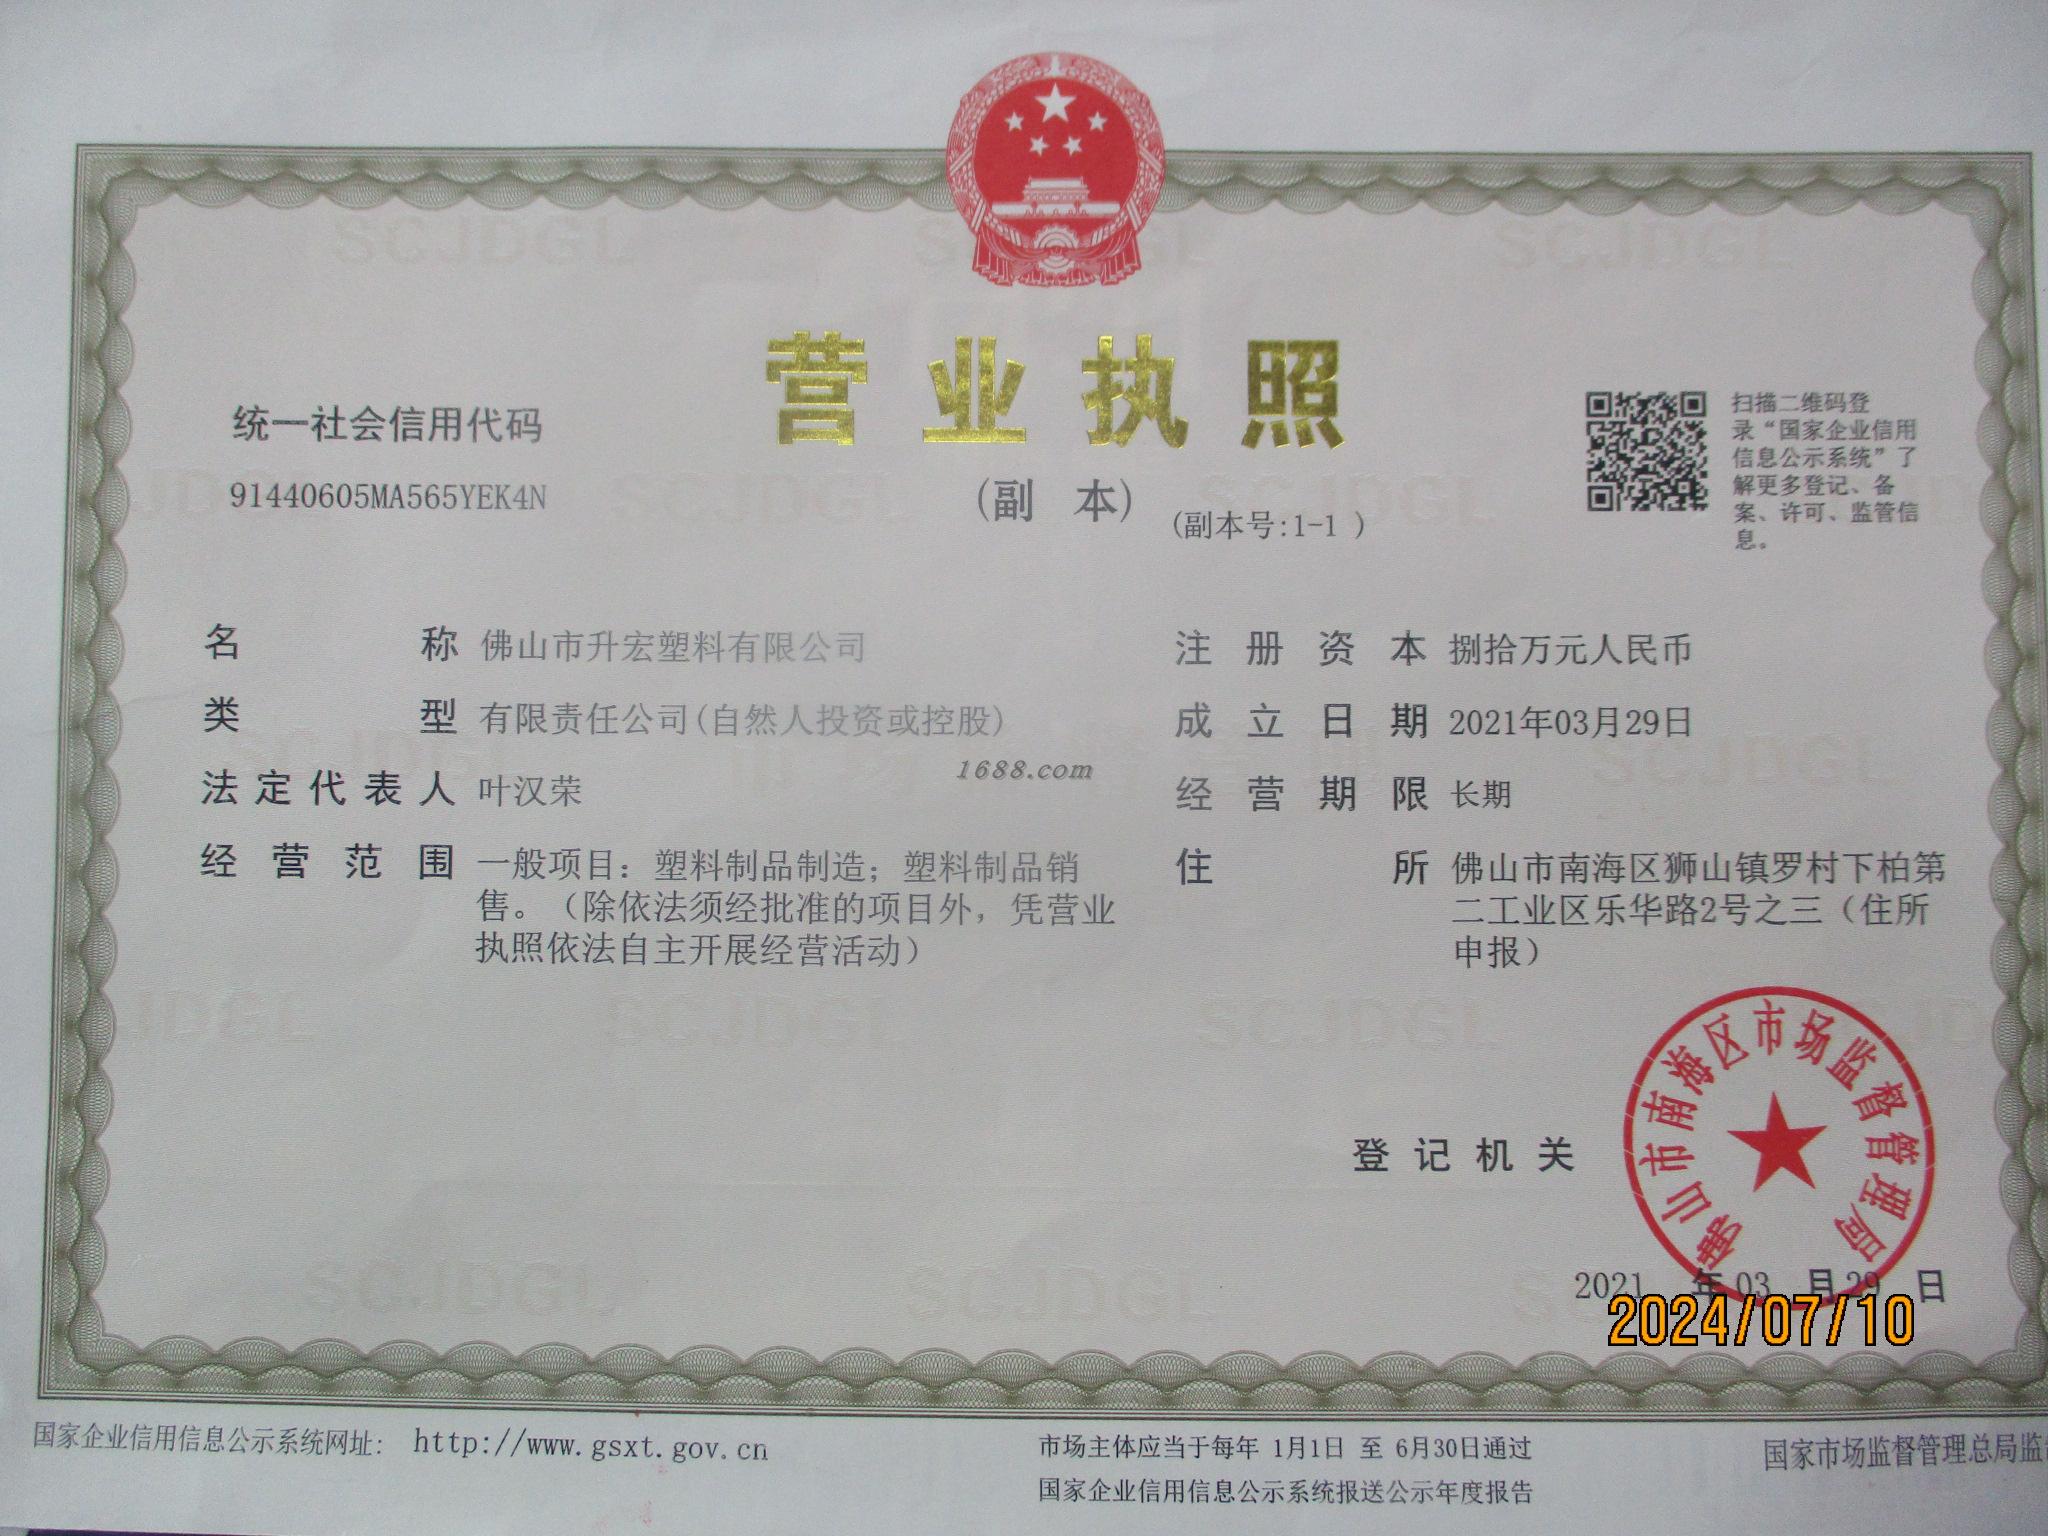 SCJDGL
营业执照
(副 本)
(副本号:1-1 )
统一社会信用代码
91440605MA565YEK4N
扫描二维码登
录“国家企业信用
信息公示系统”了
解更多登记、备
案、许可、监管信
息。
名 称 佛山市升宏塑料有限公司
类 型 有限责任公司(自然人投资或控股)
法定代表人 叶汉荣
经营范围 一般项目：塑料制品制造；塑料制品销
售。（除依法须经批准的项目外，凭营业
执照依法自主开展经营活动）
1688.com
注册资本 捌拾万元人民币
成立日期 2021年03月29日
经营期限 长期
住 所 佛山市南海区狮山镇罗村下柏第
二工业区乐华路2号之三（住所
申报）
登记机关
佛山市南海区市场监督管理局
2021 年 03 月 29 日
2024/07/10
国家企业信用信息公示系统网址： http://www.gsxt.gov.cn
市场主体应当于每年 1月1日 至 6月30日通过
国家企业信用信息公示系统报送公示年度报告
国家市场监督管理总局监